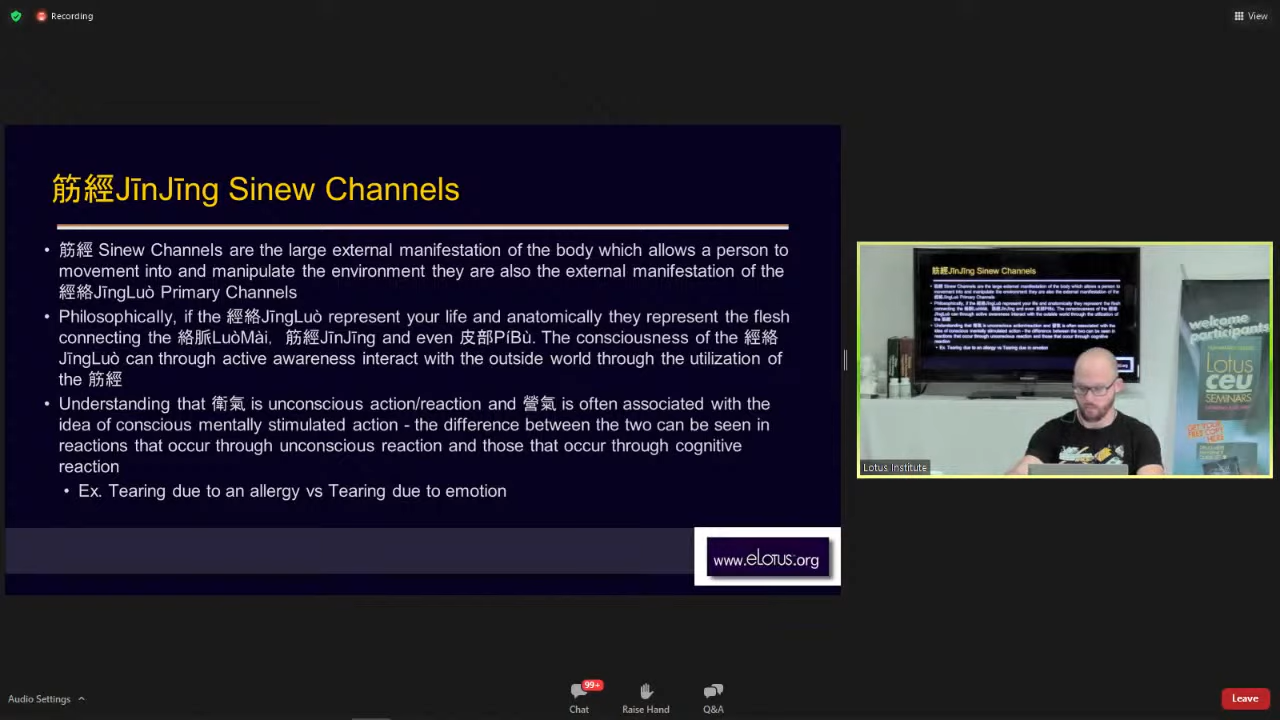 Recording
View
筋經JīnJīng Sinew Channels
• 筋經 Sinew Channels are the large external manifestation of the body which allows a person to
movement into and manipulate the environment they are also the external manifestation of the
經絡JīngLuò Primary Channels
• Philosophically, if the 經絡JīngLuò represent your life and anatomically they represent the flesh
connecting the 絡脈LuòMài, 筋經JīnJīng and even 皮部PíBù. The consciousness of the 經絡
JīngLuò can through active awareness interact with the outside world through the utilization of
the 筋經
• Understanding that 衛氣 is unconscious action/reaction and 營氣 is often associated with the
idea of conscious mentally stimulated action - the difference between the two can be seen in
reactions that occur through unconscious reaction and those that occur through cognitive
reaction
• Ex. Tearing due to an allergy vs Tearing due to emotion
www.eLotus.org
筋經JīnJīng Sinew Channels
welcome
participants
Lotus
CEU
SEMINARS
Lotus Institute
Audio Settings
99+
Chat
Raise Hand
Q&A
Leave